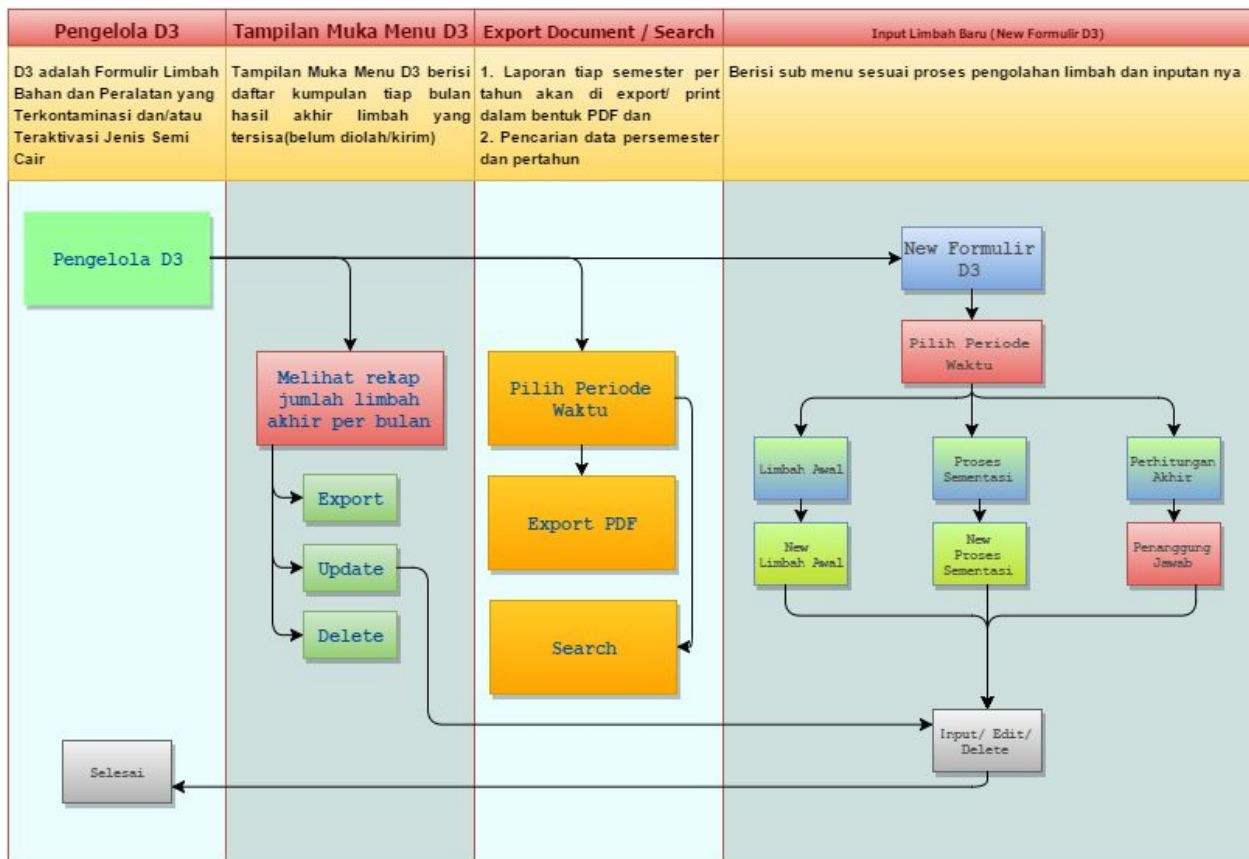 Pengelola D3
Tampilan Muka Menu D3
Export Document / Search
Input Limbah Baru (New Formulir D3)
D3 adalah Formulir Limbah
Bahan dan Peralatan yang
Terkontaminasi dan/atau
Teraktivasi Jenis Semi
Cair
Tampilan Muka Menu D3 berisi
daftar kumpulan tiap bulan
hasil akhir limbah yang
tersisa(belum diolah/kirim)
1. Laporan tiap semester per
tahun akan di export/ print
dalam bentuk PDF dan
2. Pencarian data persemester
dan pertahun
Berisi sub menu sesuai proses pengolahan limbah dan inputan nya
Pengelola D3
New Formulir
D3
Pilih Periode
Waktu
Melihat rekap
jumlah limbah
akhir per bulan
Pilih Periode
Waktu
Limbah Awal
Proses
Sementasi
Perhitungan
Akhir
Export
Export PDF
New
Limbah Awal
New
Proses
Sementasi
Penanggung
Jawab
Update
Delete
Search
Input/ Edit/
Delete
Selesai